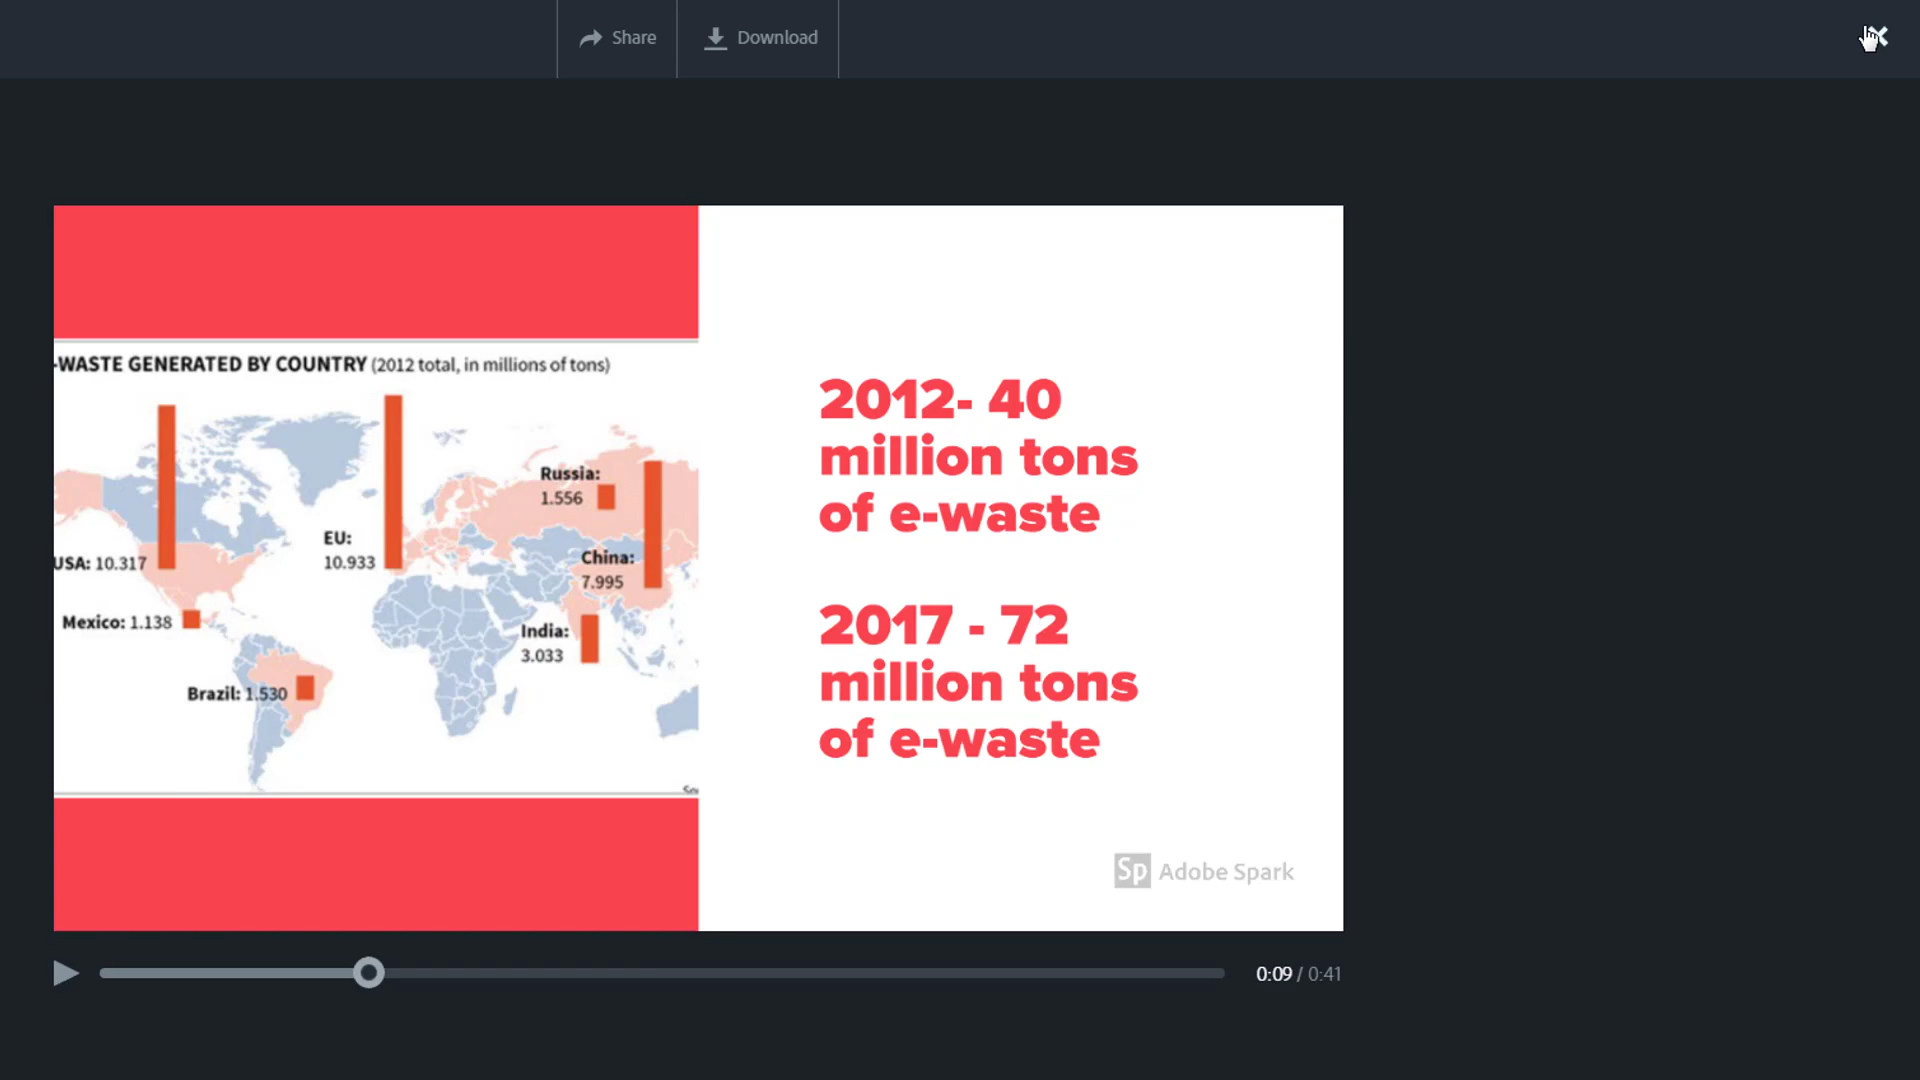 Share
Download
-WASTE GENERATED BY COUNTRY (2012 total, in millions of tons)
Russia:
1.556
EU:
10.933
USA: 10.317
China:
7.995
Mexico: 1.138
India:
3.033
Brazil: 1.530
2012- 40
million tons
of e-waste
2017 - 72
million tons
of e-waste
Sp Adobe Spark
0:09 / 0:41